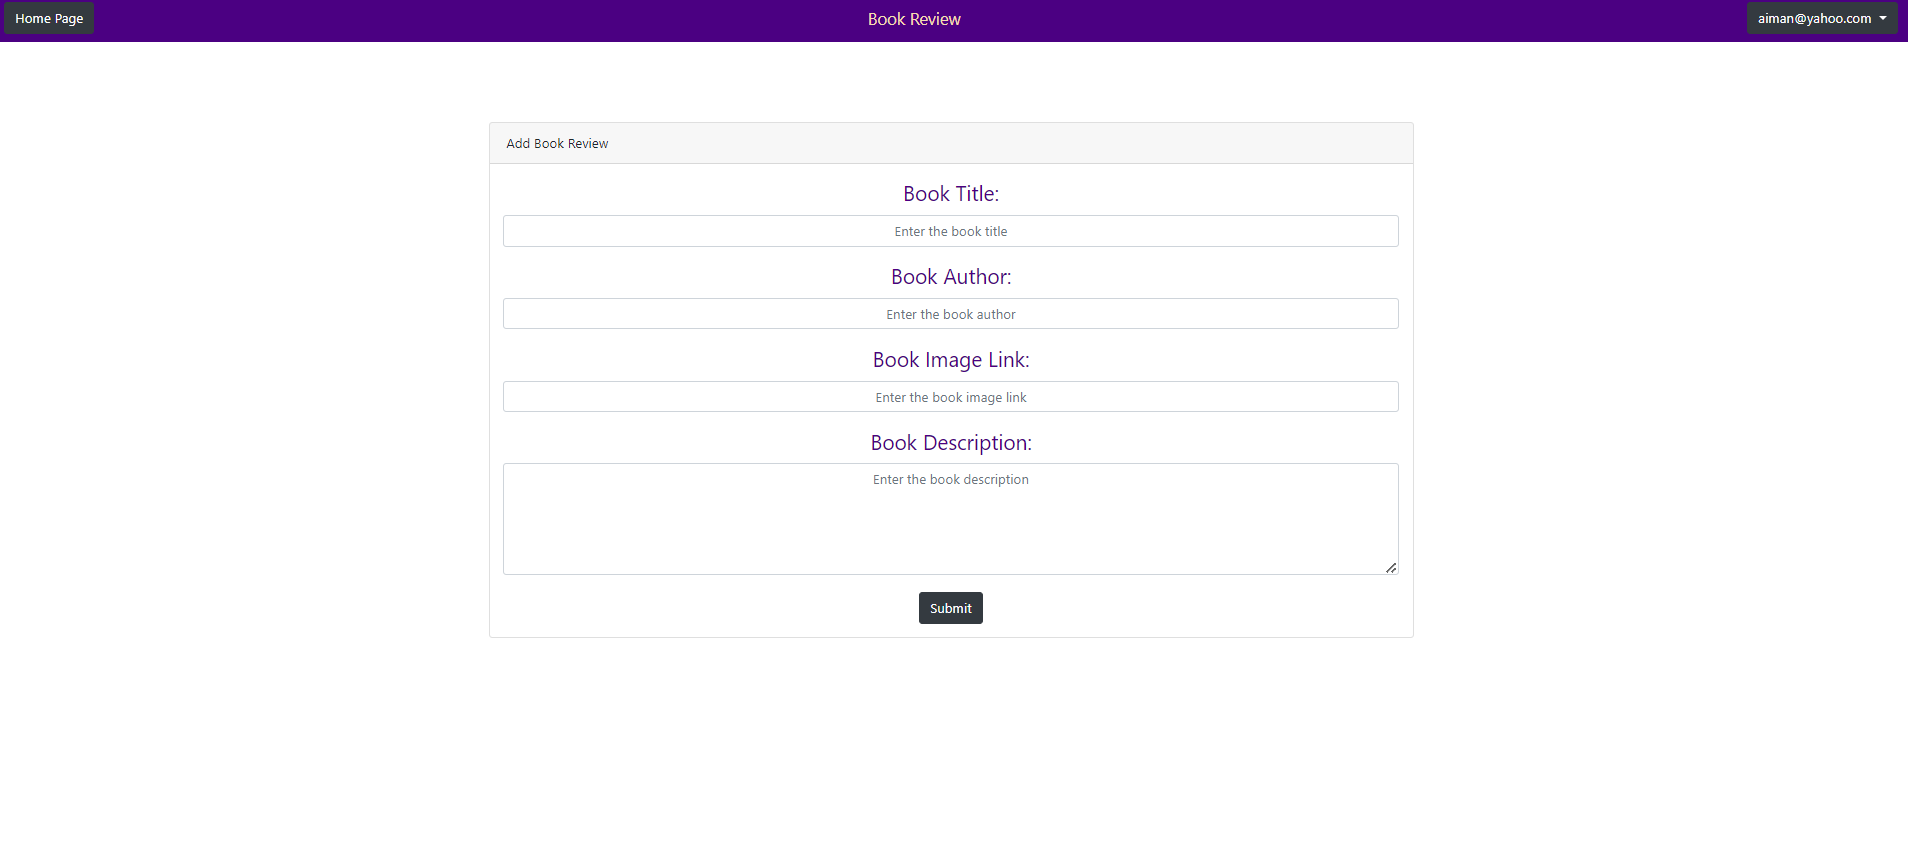 Home Page
Book Review
aiman@yahoo.com
Add Book Review
Book Title:
Enter the book title
Book Author:
Enter the book author
Book Image Link:
Enter the book image link
Book Description:
Enter the book description
Submit